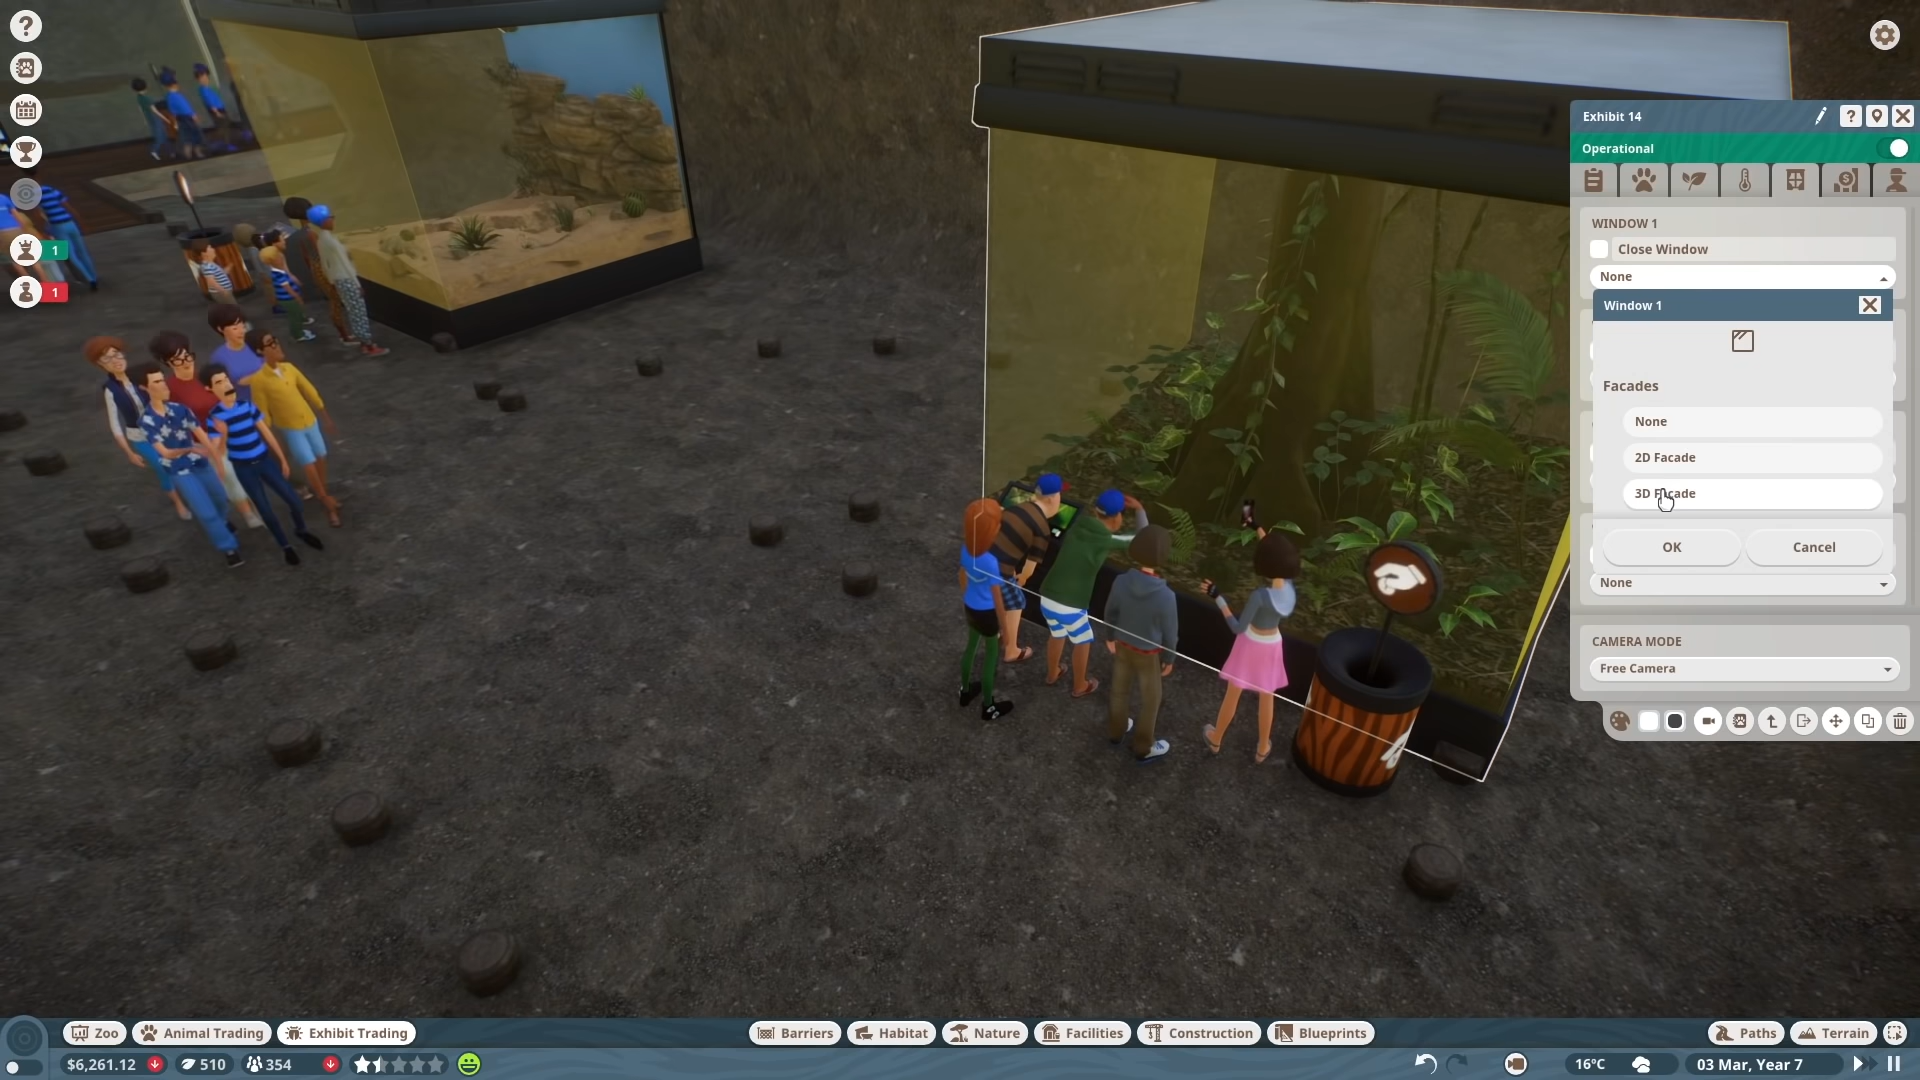 Exhibit 14
?
Operational
WINDOW 1
Close Window
None
Window 1
Facades
None
2D Facade
3D Facade
OK
Cancel
None
CAMERA MODE
Free Camera
?
1
1
Zoo
Animal Trading
Exhibit Trading
Barriers
Habitat
Nature
Facilities
Construction
Blueprints
Paths
Terrain
$6,261.12
510
354
16°C
03 Mar, Year 7